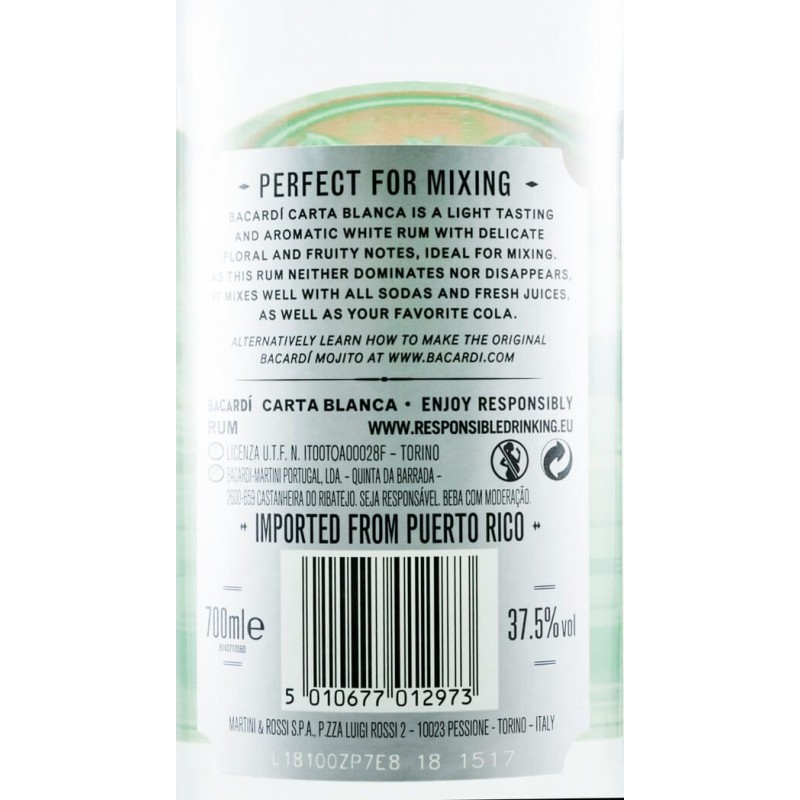 PERFECT FOR MIXING
BACARDÍ CARTA BLANCA IS A LIGHT TASTING
AND AROMATIC WHITE RUM WITH DELICATE
FLORAL AND FRUITY NOTES, IDEAL FOR MIXING.
AS THIS RUM NEITHER DOMINATES NOR DISAPPEARS,
IT MIXES WELL WITH ALL SODAS AND FRESH JUICES,
AS WELL AS YOUR FAVORITE COLA.
ALTERNATIVELY LEARN HOW TO MAKE THE ORIGINAL
BACARDÍ MOJITO AT WWW.BACARDI.COM
BACARDÍ CARTA BLANCA • ENJOY RESPONSIBLY
RUM WWW.RESPONSIBLEDRINKING.EU
LICENZA U.T.F. N. IT00TOA00028F – TORINO
BACARDI-MARTINI PORTUGAL, LDA. – QUINTA DA BARRADA –
2600-659 CASTANHEIRA DO RIBATEJO. SEJA RESPONSÁVEL. BEBA COM MODERAÇÃO.
IMPORTED FROM PUERTO RICO
700ml e
37.5% vol
5 010677 012973
MARTINI & ROSSI S.P.A., P.ZZA LUIGI ROSSI 2 – 10023 PESSIONE – TORINO – ITALY
L18100ZP7E8 18 1517